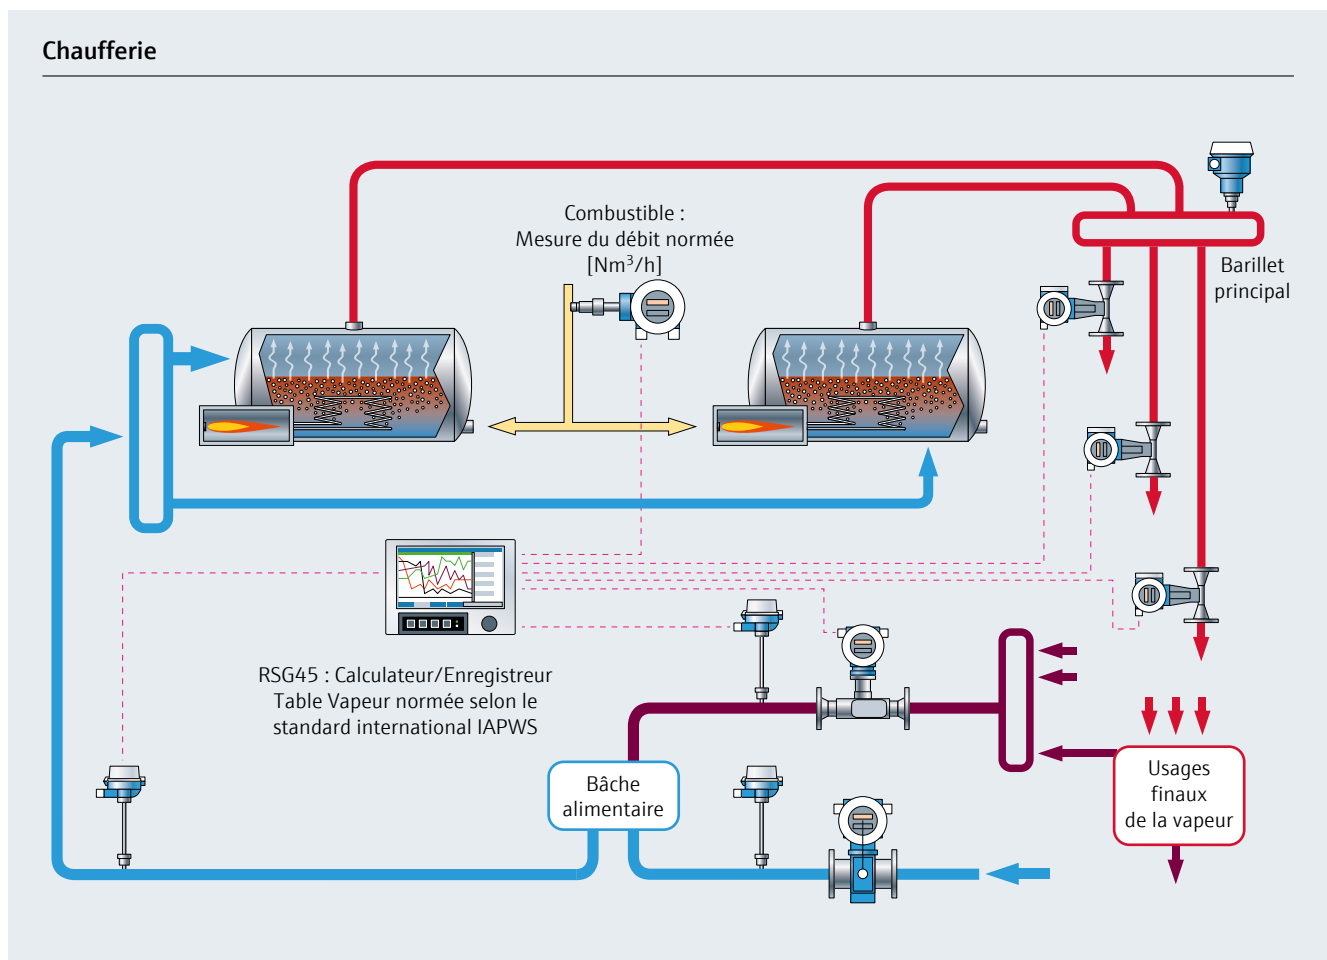 Chaufferie
Combustible :
Mesure du débit normée
[Nm³/h]
Barillet
principal
RSG45 : Calculateur/Enregistreur
Table Vapeur normée selon le
standard international IAPWS
Bâche
alimentaire
Usages
finaux
de la vapeur